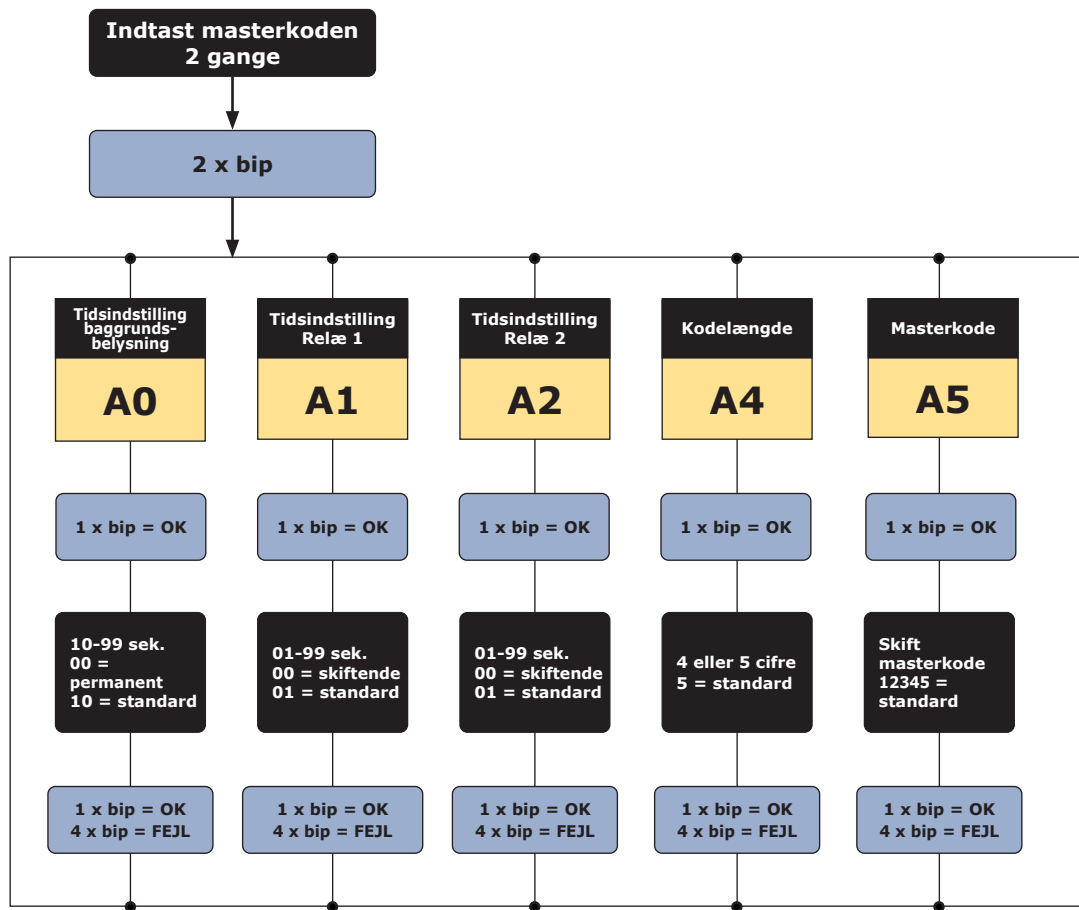 Indtast masterkoden
2 gange
2 x bip
Tidsindstilling
baggrunds-
belysning
A0
1 x bip = OK
10-99 sek.
00 =
permanent
10 = standard
1 x bip = OK
4 x bip = FEJL
Tidsindstilling
Relæ 1
A1
1 x bip = OK
01-99 sek.
00 = skiftende
01 = standard
1 x bip = OK
4 x bip = FEJL
Tidsindstilling
Relæ 2
A2
1 x bip = OK
01-99 sek.
00 = skiftende
01 = standard
1 x bip = OK
4 x bip = FEJL
Kodelængde
A4
1 x bip = OK
4 eller 5 cifre
5 = standard
1 x bip = OK
4 x bip = FEJL
Masterkode
A5
1 x bip = OK
Skift
masterkode
12345 =
standard
1 x bip = OK
4 x bip = FEJL